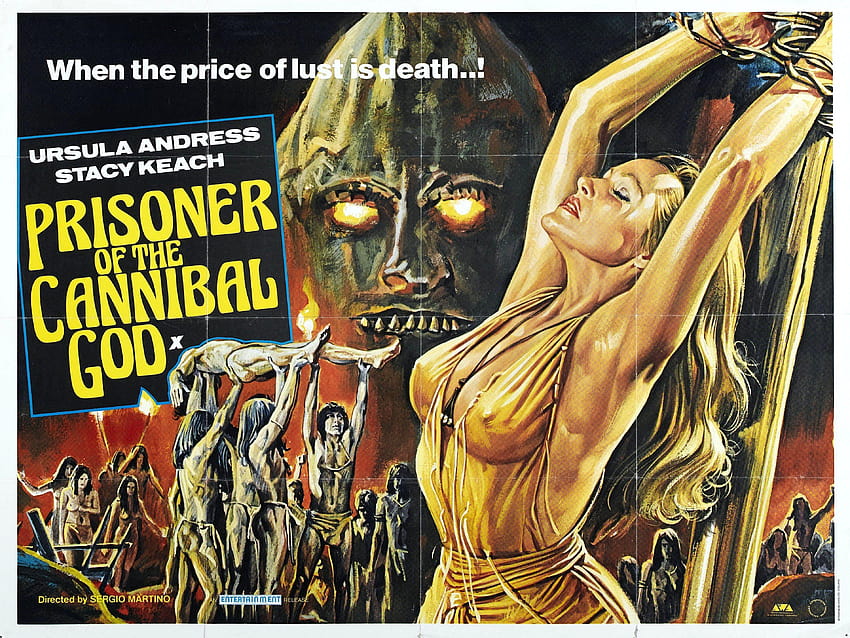 When the price of lust is death..!
URSULA ANDRESS
STACY KEACH
PRISONER
OF THE
CANNIBAL
GOD x
Directed by SERGIO MARTINO
ENTERTAINMENT RELEASE